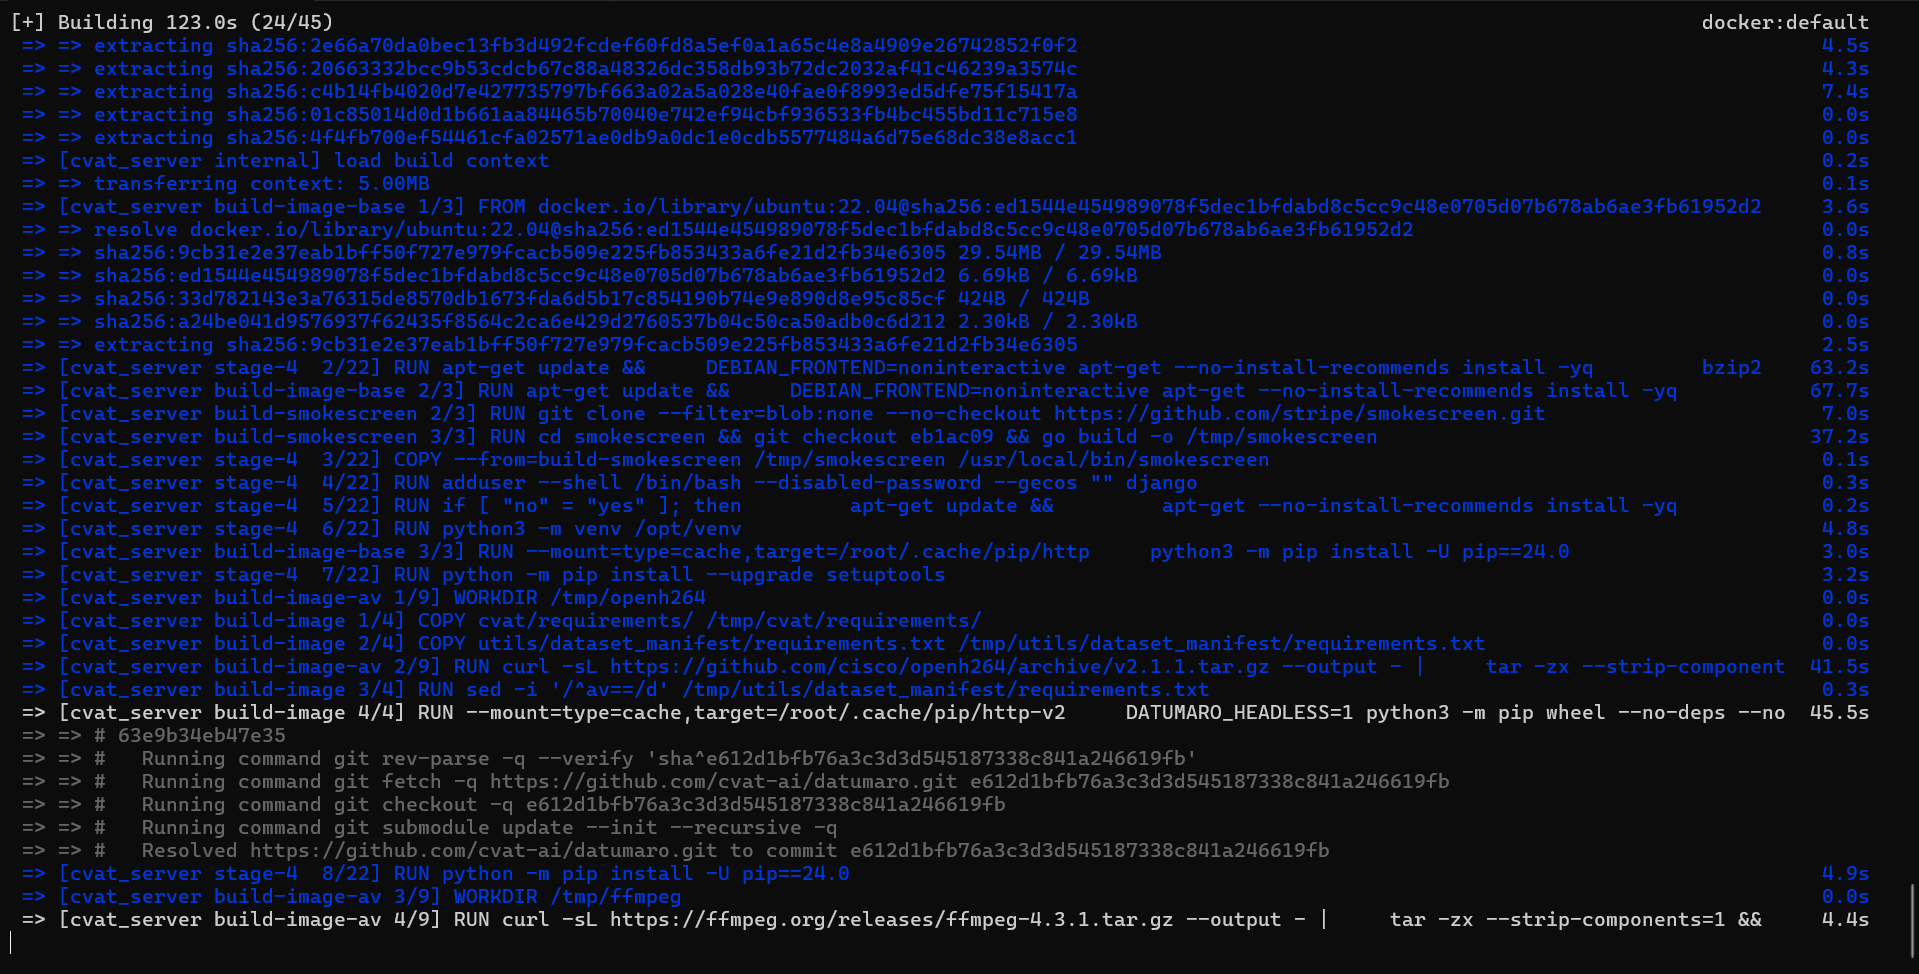 [+] Building 123.0s (24/45) docker:default
=> => extracting sha256:2e66a70da0bec13fb3d492fcdef60fd8a5ef0a1a65c4e8a4909e26742852f0f2 4.5s
=> => extracting sha256:20663332bcc9b53cdcb67c88a48326dc358db93b72dc2032af41c46239a3574c 4.3s
=> => extracting sha256:c4b14fb4020d7e427735797bf663a02a5a028e40fae0f8993ed5dfe75f15417a 7.4s
=> => extracting sha256:01c85014d0d1b661aa84465b70040e742ef94cbf936533fb4bc455bd11c715e8 0.0s
=> => extracting sha256:4f4fb700ef54461cfa02571ae0db9a0dc1e0cdb5577484a6d75e68dc38e8acc1 0.0s
=> [cvat_server internal] load build context 0.2s
=> => transferring context: 5.00MB 0.1s
=> [cvat_server build-image-base 1/3] FROM docker.io/library/ubuntu:22.04@sha256:ed1544e454989078f5dec1bfdabd8c5cc9c48e0705d07b678ab6ae3fb61952d2 3.6s
=> => resolve docker.io/library/ubuntu:22.04@sha256:ed1544e454989078f5dec1bfdabd8c5cc9c48e0705d07b678ab6ae3fb61952d2 0.0s
=> => sha256:9cb31e2e37eab1bff50f727e979fcacb509e225fb853433a6fe21d2fb34e6305 29.54MB / 29.54MB 0.8s
=> => sha256:ed1544e454989078f5dec1bfdabd8c5cc9c48e0705d07b678ab6ae3fb61952d2 6.69kB / 6.69kB 0.0s
=> => sha256:33d782143e3a76315de8570db1673fda6d5b17c854190b74e9e890d8e95c85cf 424B / 424B 0.0s
=> => sha256:a24be041d9576937f62435f8564c2ca6e429d2760537b04c50ca50adb0c6d212 2.30kB / 2.30kB 0.0s
=> => extracting sha256:9cb31e2e37eab1bff50f727e979fcacb509e225fb853433a6fe21d2fb34e6305 2.5s
=> [cvat_server stage-4  2/22] RUN apt-get update &&     DEBIAN_FRONTEND=noninteractive apt-get --no-install-recommends install -yq         bzip2 63.2s
=> [cvat_server build-image-base 2/3] RUN apt-get update &&     DEBIAN_FRONTEND=noninteractive apt-get --no-install-recommends install -yq 67.7s
=> [cvat_server build-smokescreen 2/3] RUN git clone --filter=blob:none --no-checkout https://github.com/stripe/smokescreen.git 7.0s
=> [cvat_server build-smokescreen 3/3] RUN cd smokescreen && git checkout eb1ac09 && go build -o /tmp/smokescreen 37.2s
=> [cvat_server stage-4  3/22] COPY --from=build-smokescreen /tmp/smokescreen /usr/local/bin/smokescreen 0.1s
=> [cvat_server stage-4  4/22] RUN adduser --shell /bin/bash --disabled-password --gecos "" django 0.3s
=> [cvat_server stage-4  5/22] RUN if [ "no" = "yes" ]; then         apt-get update &&         apt-get --no-install-recommends install -yq 0.2s
=> [cvat_server stage-4  6/22] RUN python3 -m venv /opt/venv 4.8s
=> [cvat_server build-image-base 3/3] RUN --mount=type=cache,target=/root/.cache/pip/http     python3 -m pip install -U pip==24.0 3.0s
=> [cvat_server stage-4  7/22] RUN python -m pip install --upgrade setuptools 3.2s
=> [cvat_server build-image-av 1/9] WORKDIR /tmp/openh264 0.0s
=> [cvat_server build-image 1/4] COPY cvat/requirements/ /tmp/cvat/requirements/ 0.0s
=> [cvat_server build-image 2/4] COPY utils/dataset_manifest/requirements.txt /tmp/utils/dataset_manifest/requirements.txt 0.0s
=> [cvat_server build-image-av 2/9] RUN curl -sL https://github.com/cisco/openh264/archive/v2.1.1.tar.gz --output - |     tar -zx --strip-component 41.5s
=> [cvat_server build-image 3/4] RUN sed -i '/^av==/d' /tmp/utils/dataset_manifest/requirements.txt 0.3s
=> [cvat_server build-image 4/4] RUN --mount=type=cache,target=/root/.cache/pip/http-v2     DATUMARO_HEADLESS=1 python3 -m pip wheel --no-deps --no 45.5s
=> => # 63e9b34eb47e35
=> => #   Running command git rev-parse -q --verify 'sha^e612d1bfb76a3c3d3d545187338c841a246619fb'
=> => #   Running command git fetch -q https://github.com/cvat-ai/datumaro.git e612d1bfb76a3c3d3d545187338c841a246619fb
=> => #   Running command git checkout -q e612d1bfb76a3c3d3d545187338c841a246619fb
=> => #   Running command git submodule update --init --recursive -q
=> => #   Resolved https://github.com/cvat-ai/datumaro.git to commit e612d1bfb76a3c3d3d545187338c841a246619fb
=> [cvat_server stage-4  8/22] RUN python -m pip install -U pip==24.0 4.9s
=> [cvat_server build-image-av 3/9] WORKDIR /tmp/ffmpeg 0.0s
=> [cvat_server build-image-av 4/9] RUN curl -sL https://ffmpeg.org/releases/ffmpeg-4.3.1.tar.gz --output - |     tar -zx --strip-components=1 && 4.4s